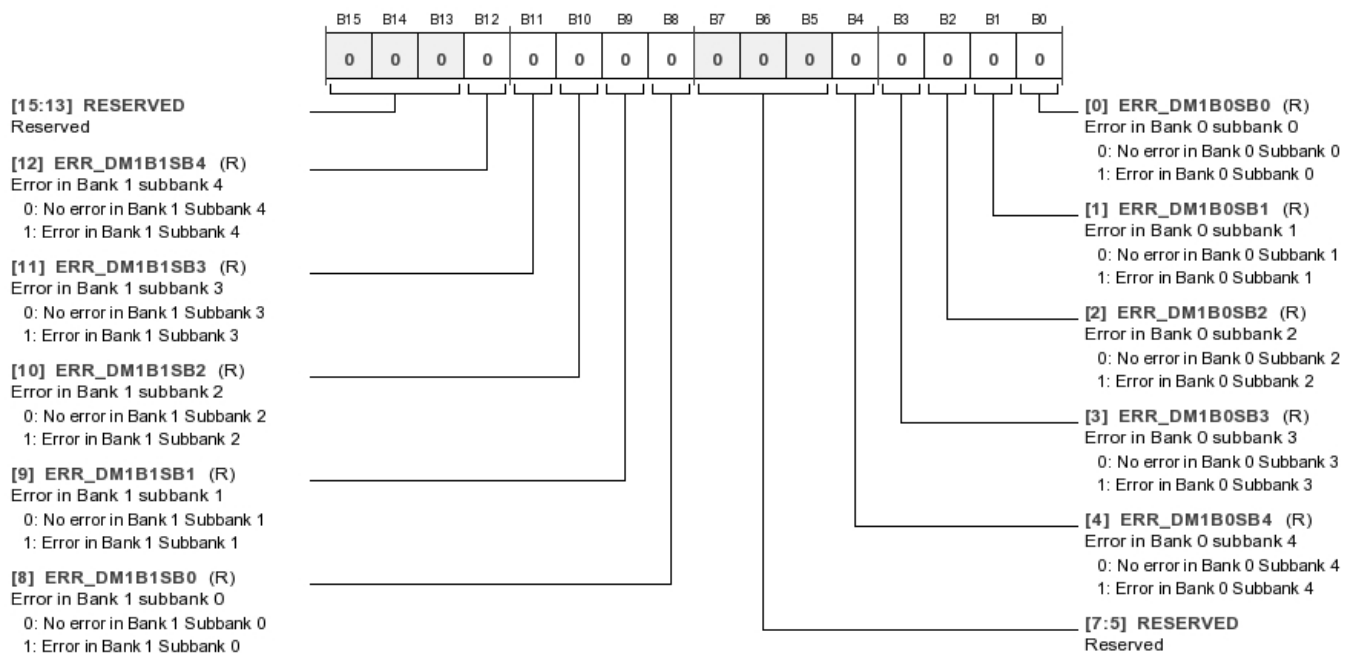 B15 B14 B13 B12 B11 B10 B9 B8 B7 B6 B5 B4 B3 B2 B1 B0
0 0 0 0 0 0 0 0 0 0 0 0 0 0 0 0
[15:13] RESERVED
Reserved
[12] ERR_DM1B1SB4 (R)
Error in Bank 1 subbank 4
0: No error in Bank 1 Subbank 4
1: Error in Bank 1 Subbank 4
[11] ERR_DM1B1SB3 (R)
Error in Bank 1 subbank 3
0: No error in Bank 1 Subbank 3
1: Error in Bank 1 Subbank 3
[10] ERR_DM1B1SB2 (R)
Error in Bank 1 subbank 2
0: No error in Bank 1 Subbank 2
1: Error in Bank 1 Subbank 2
[9] ERR_DM1B1SB1 (R)
Error in Bank 1 subbank 1
0: No error in Bank 1 Subbank 1
1: Error in Bank 1 Subbank 1
[8] ERR_DM1B1SB0 (R)
Error in Bank 1 subbank 0
0: No error in Bank 1 Subbank 0
1: Error in Bank 1 Subbank 0
[0] ERR_DM1B0SB0 (R)
Error in Bank 0 subbank 0
0: No error in Bank 0 Subbank 0
1: Error in Bank 0 Subbank 0
[1] ERR_DM1B0SB1 (R)
Error in Bank 0 subbank 1
0: No error in Bank 0 Subbank 1
1: Error in Bank 0 Subbank 1
[2] ERR_DM1B0SB2 (R)
Error in Bank 0 subbank 2
0: No error in Bank 0 Subbank 2
1: Error in Bank 0 Subbank 2
[3] ERR_DM1B0SB3 (R)
Error in Bank 0 subbank 3
0: No error in Bank 0 Subbank 3
1: Error in Bank 0 Subbank 3
[4] ERR_DM1B0SB4 (R)
Error in Bank 0 subbank 4
0: No error in Bank 0 Subbank 4
1: Error in Bank 0 Subbank 4
[7:5] RESERVED
Reserved